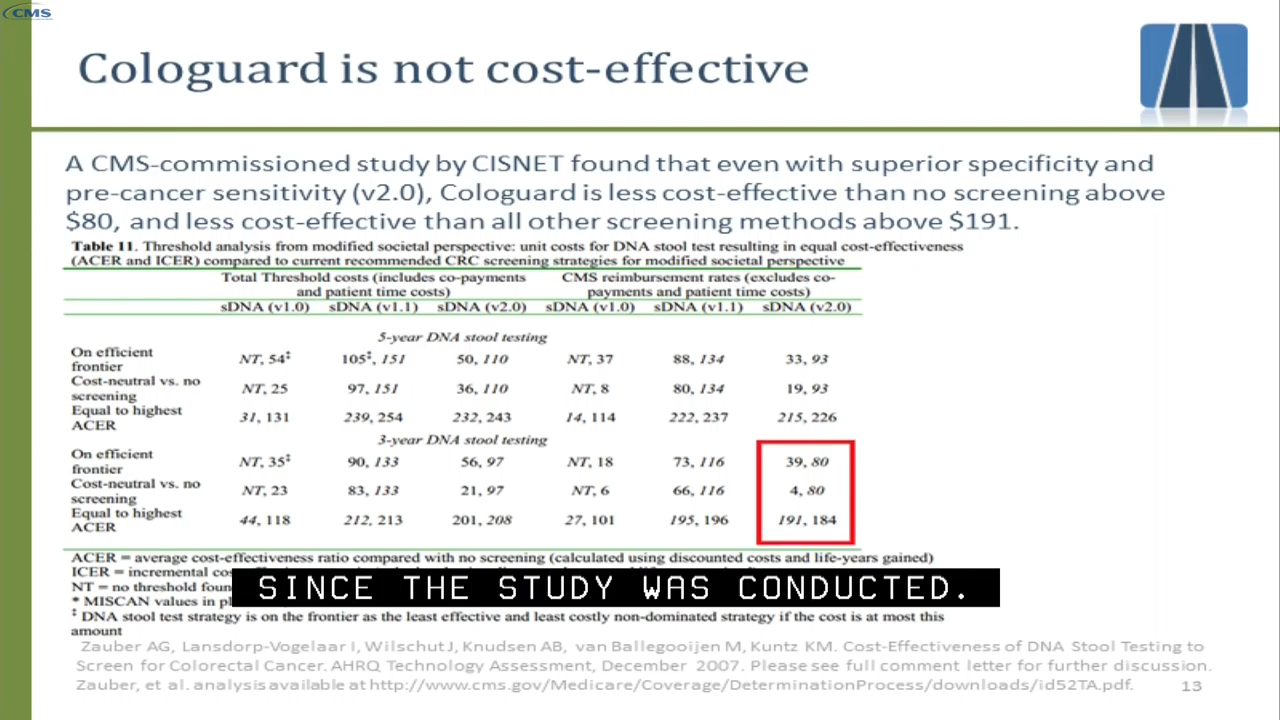 CMS
Cologuard is not cost-effective
A CMS-commissioned study by CISNET found that even with superior specificity and
pre-cancer sensitivity (v2.0), Cologuard is less cost-effective than no screening above
$80, and less cost-effective than all other screening methods above $191.
Table 11. Threshold analysis from modified societal perspective: unit costs for DNA stool test resulting in equal cost-effectiveness
(ACER and ICER) compared to current recommended CRC screening strategies for modified societal perspective
Total Threshold costs (includes co-payments CMS reimbursement rates (excludes co-
and patient time costs) payments and patient time costs)
sDNA (v1.0) sDNA (v1.1) sDNA (v2.0) sDNA (v1.0) sDNA (v1.1) sDNA (v2.0)
5-year DNA stool testing
On efficient
frontier NT, 54‡ 105‡, 151 50, 110 NT, 37 88, 134 33, 93
Cost-neutral vs. no
screening NT, 25 97, 151 36, 110 NT, 8 80, 134 19, 93
Equal to highest
ACER 31, 131 239, 254 232, 243 14, 114 222, 237 215, 226
3-year DNA stool testing
On efficient
frontier NT, 35‡ 90, 133 56, 97 NT, 18 73, 116 39, 80
Cost-neutral vs. no
screening NT, 23 83, 133 21, 97 NT, 6 66, 116 4, 80
Equal to highest
ACER 44, 118 212, 213 201, 208 27, 101 195, 196 191, 184
ACER = average cost-effectiveness ratio compared with no screening (calculated using discounted costs and life-years gained)
ICER = incremental
NT = no threshold
* MISCAN values in
SINCE THE STUDY WAS CONDUCTED.
‡ DNA stool test strategy is on the frontier as the least effective and least costly non-dominated strategy if the cost is at most this
amount
Zauber AG, Lansdorp-Vogelaar I, Wilschut J, Knudsen AB, van Ballegooijen M, Kuntz KM. Cost-Effectiveness of DNA Stool Testing to
Screen for Colorectal Cancer. AHRQ Technology Assessment, December 2007. Please see full comment letter for further discussion.
Zauber, et al. analysis available at http://www.cms.gov/Medicare/Coverage/DeterminationProcess/downloads/id52TA.pdf. 13